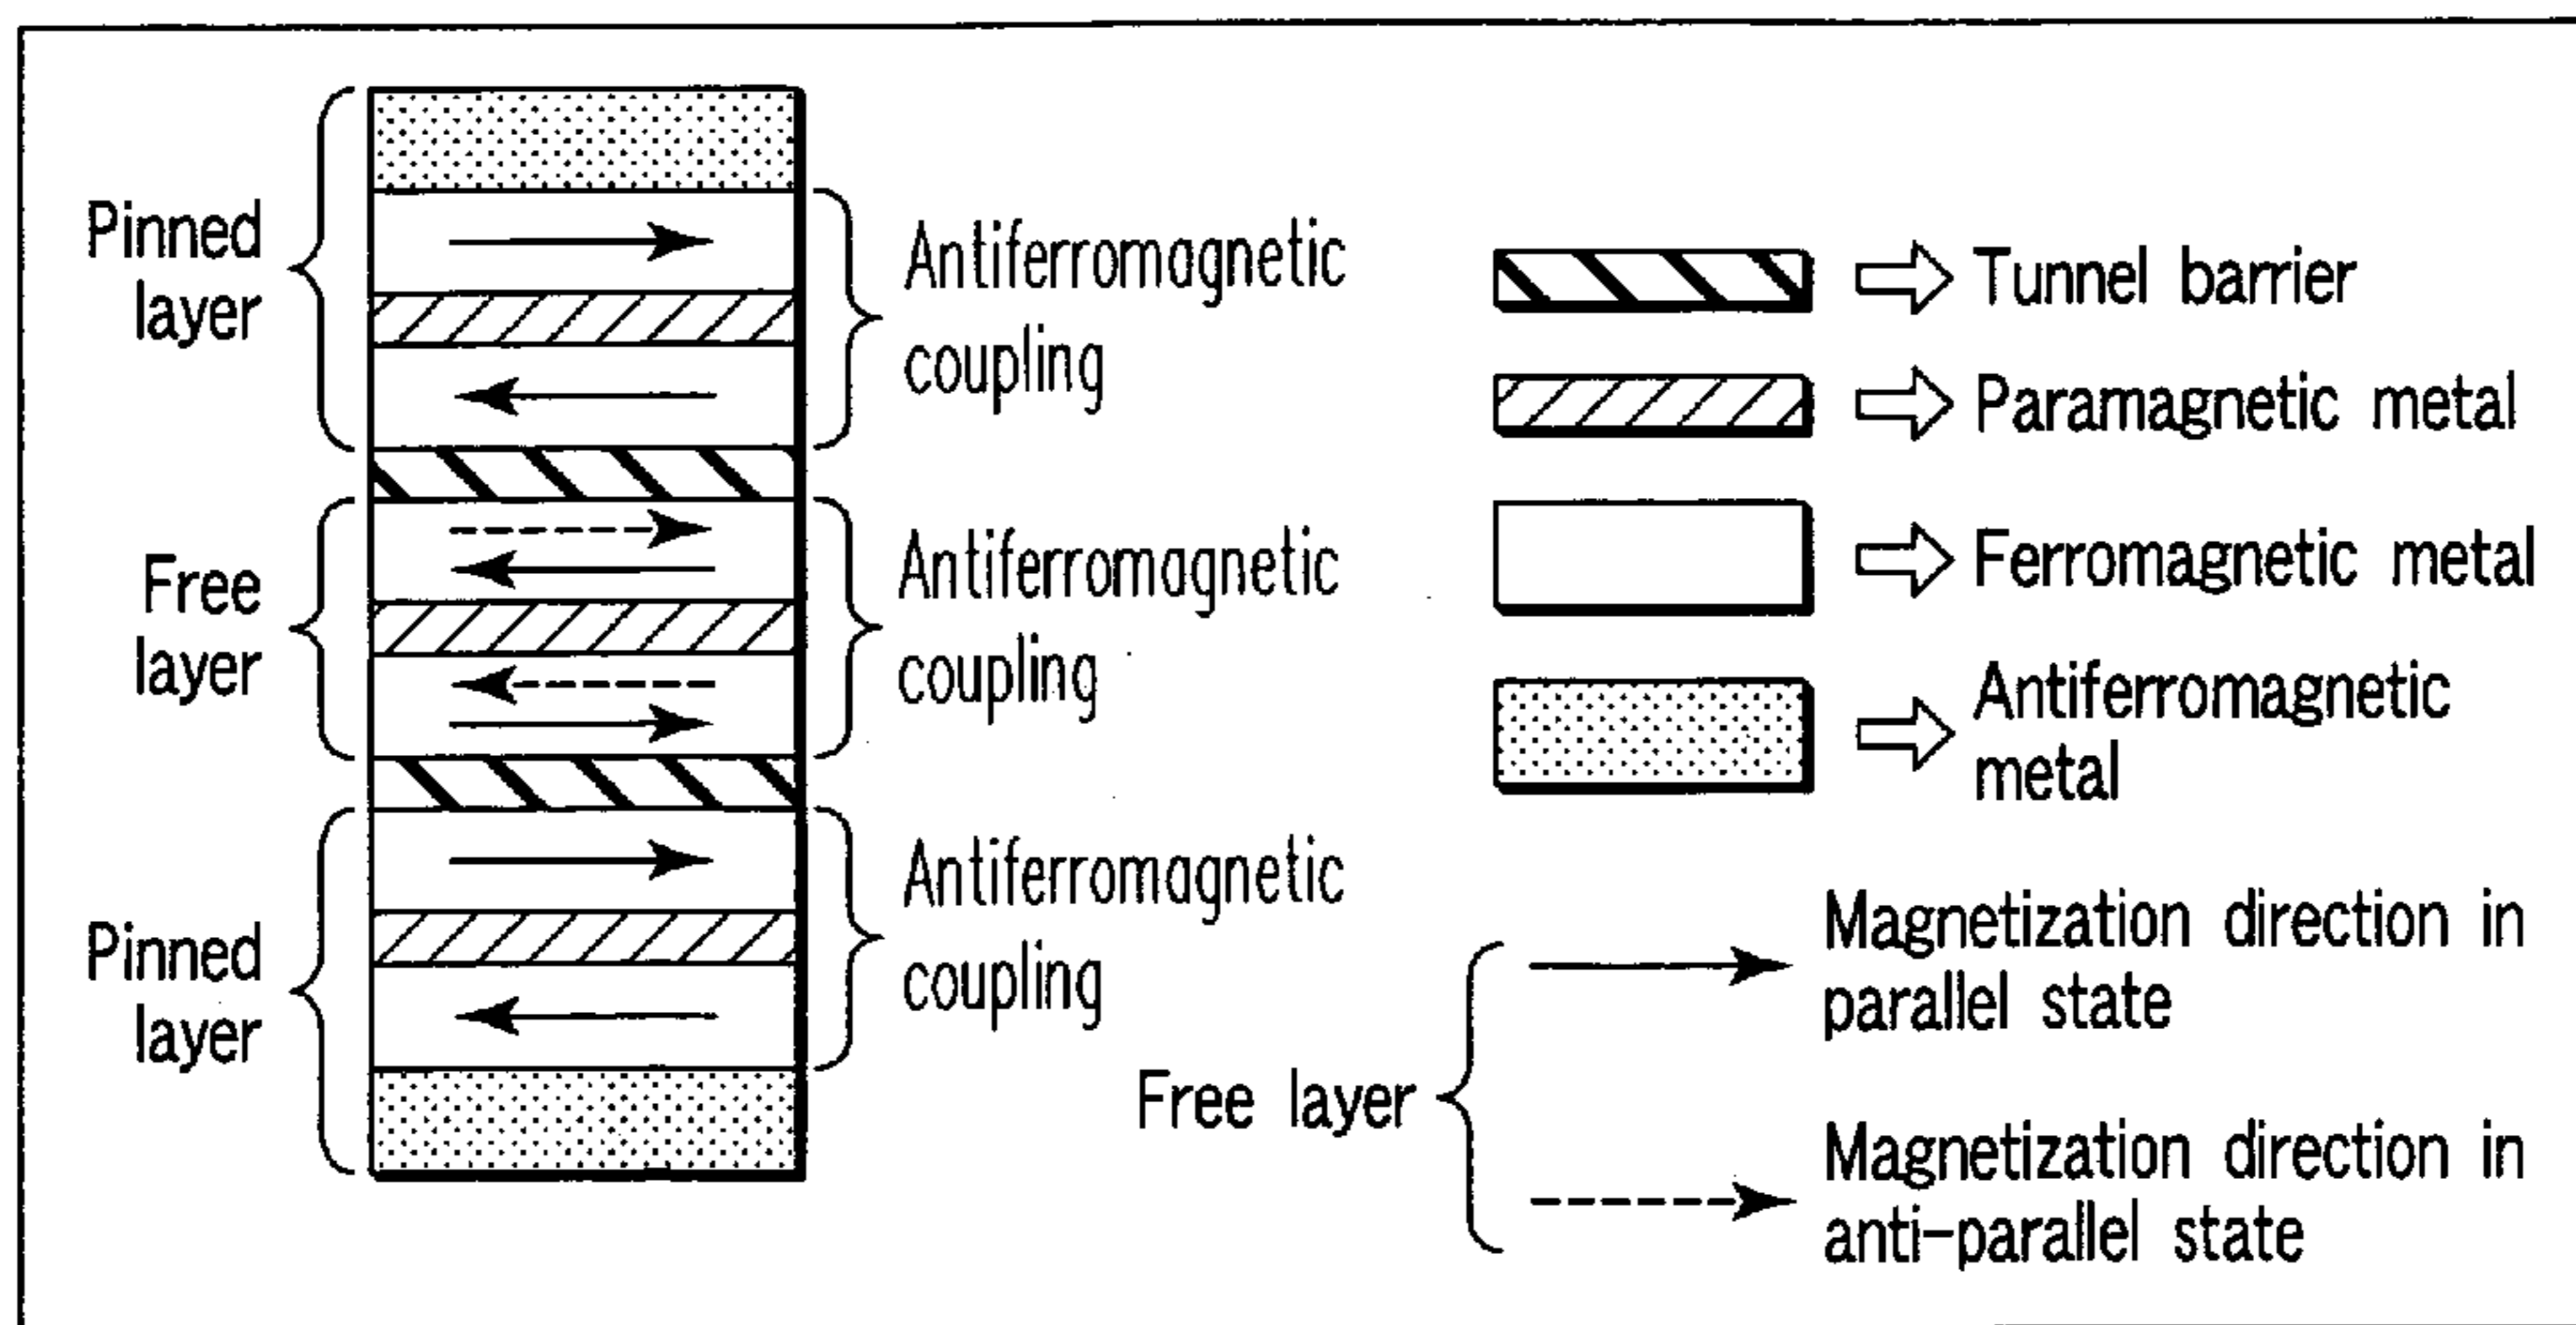 Pinned
layer
Free
layer
Pinned
layer
Antiferromagnetic
coupling
Antiferromagnetic
coupling
Antiferromagnetic
coupling
Tunnel barrier
Paramagnetic metal
Ferromagnetic metal
Antiferromagnetic
metal
Free layer
Magnetization direction in
parallel state
Magnetization direction in
anti-parallel state